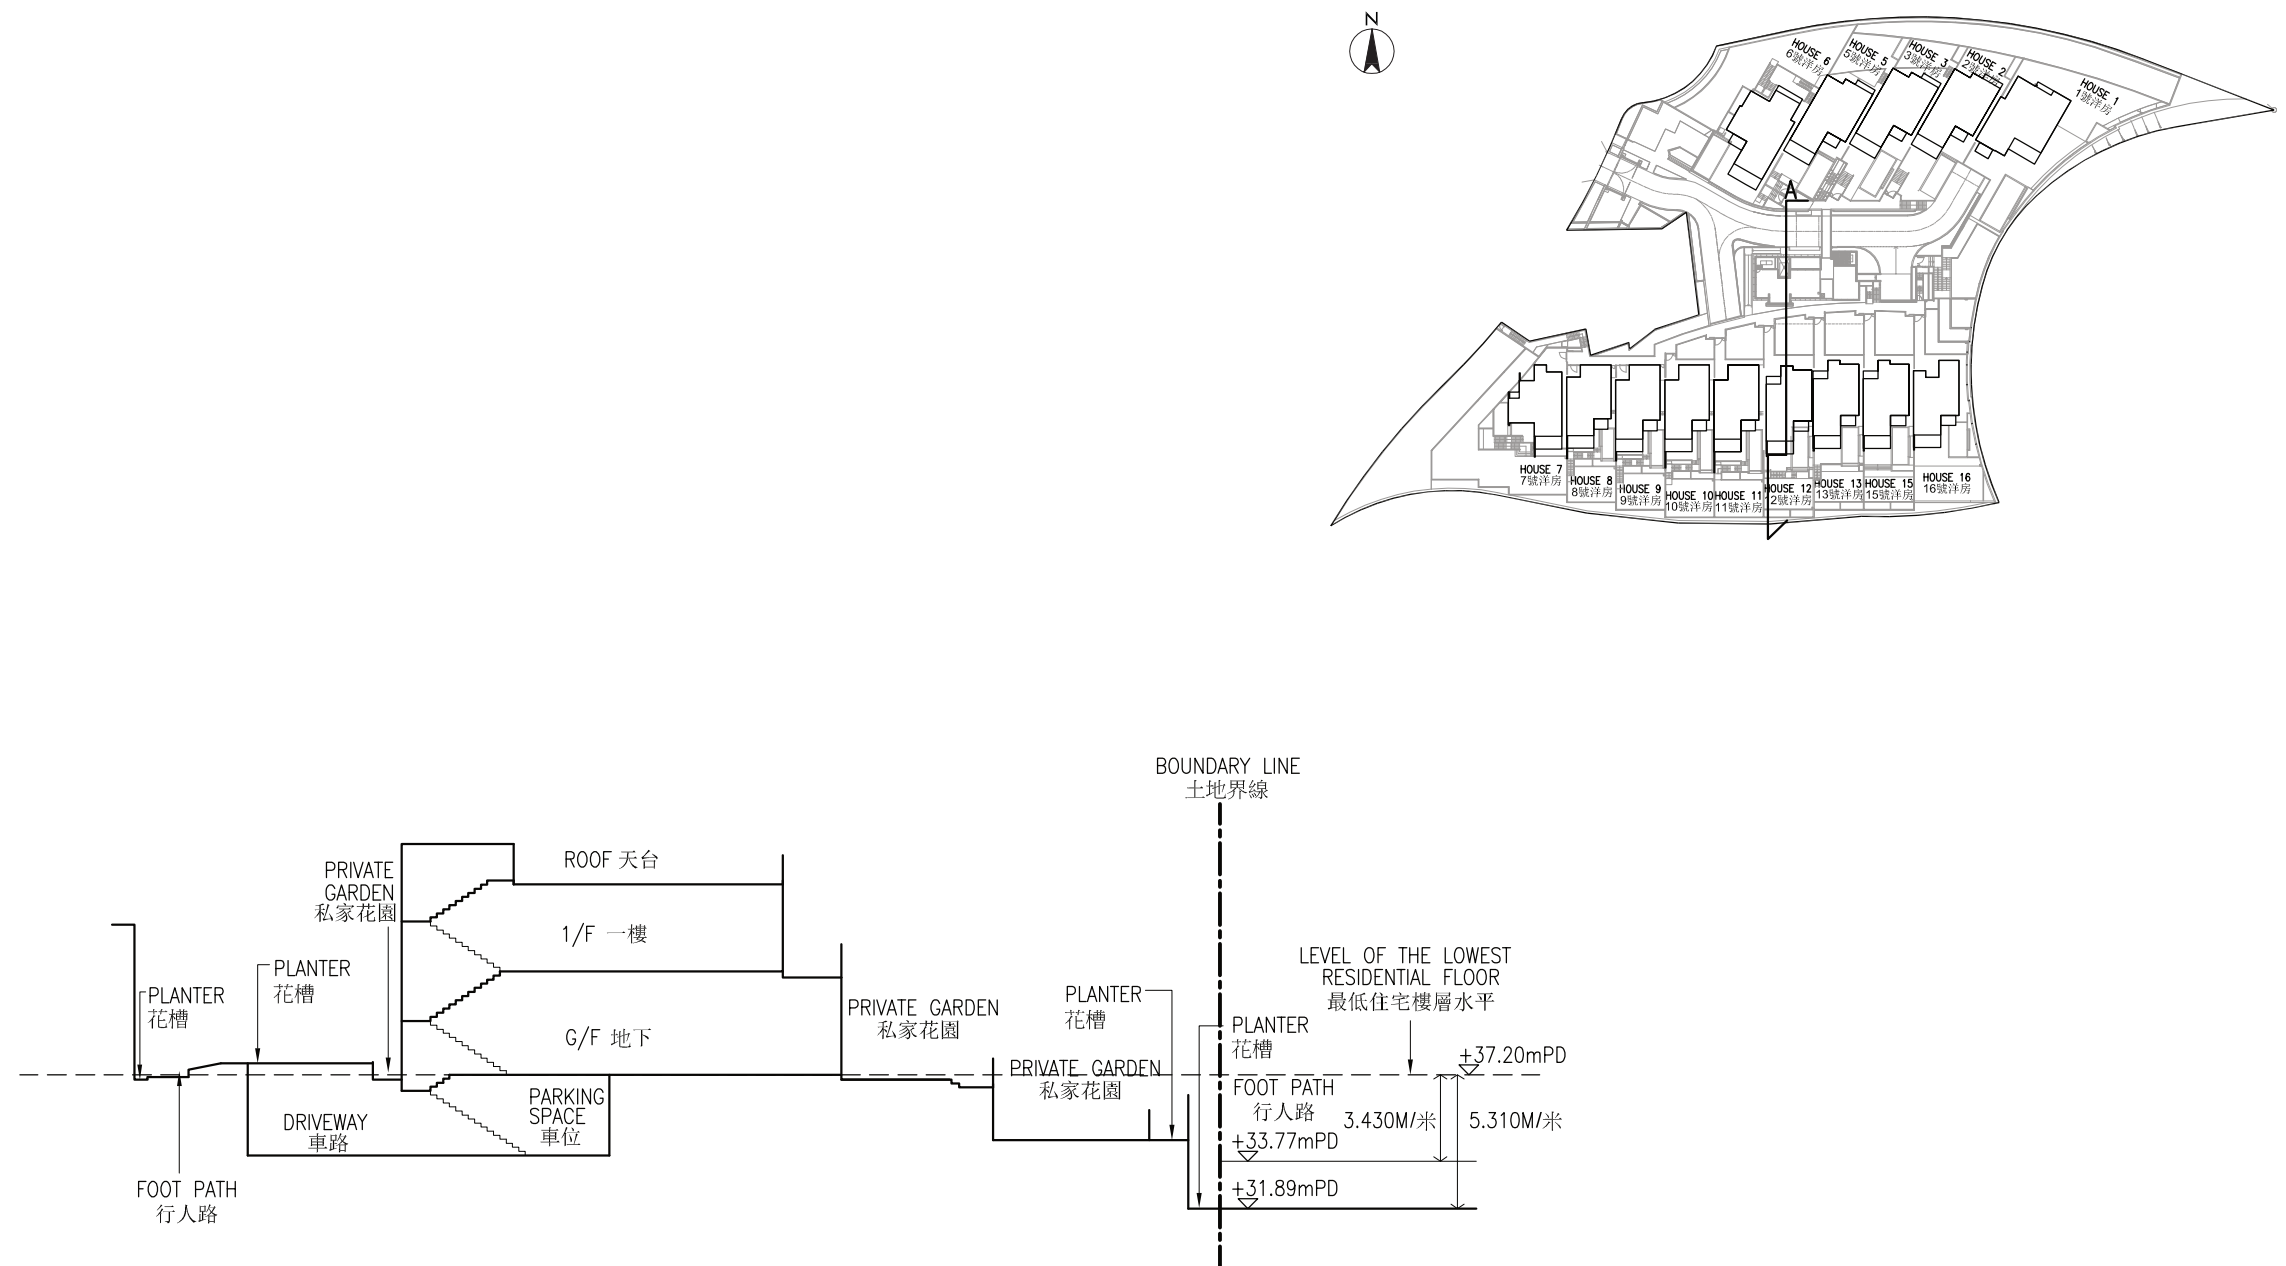 N
HOUSE 6
6號洋房
HOUSE 5
5號洋房
HOUSE 3
3號洋房
HOUSE 2
2號洋房
HOUSE 1
1號洋房
A
HOUSE 7
7號洋房
HOUSE 8
8號洋房
HOUSE 9
9號洋房
HOUSE 10
10號洋房
HOUSE 11
11號洋房
HOUSE 12
12號洋房
HOUSE 13
13號洋房
HOUSE 15
15號洋房
HOUSE 16
16號洋房
BOUNDARY LINE
土地界線
PRIVATE
GARDEN
私家花園
ROOF 天台
1/F 一樓
G/F 地下
PLANTER
花槽
PLANTER
花槽
DRIVEWAY
車路
PARKING
SPACE
車位
FOOT PATH
行人路
PRIVATE GARDEN
私家花園
PRIVATE GARDEN
私家花園
PLANTER
花槽
PLANTER
花槽
LEVEL OF THE LOWEST
RESIDENTIAL FLOOR
最低住宅樓層水平
+37.20mPD
FOOT PATH
行人路
+33.77mPD
3.430M/米
5.310M/米
+31.89mPD